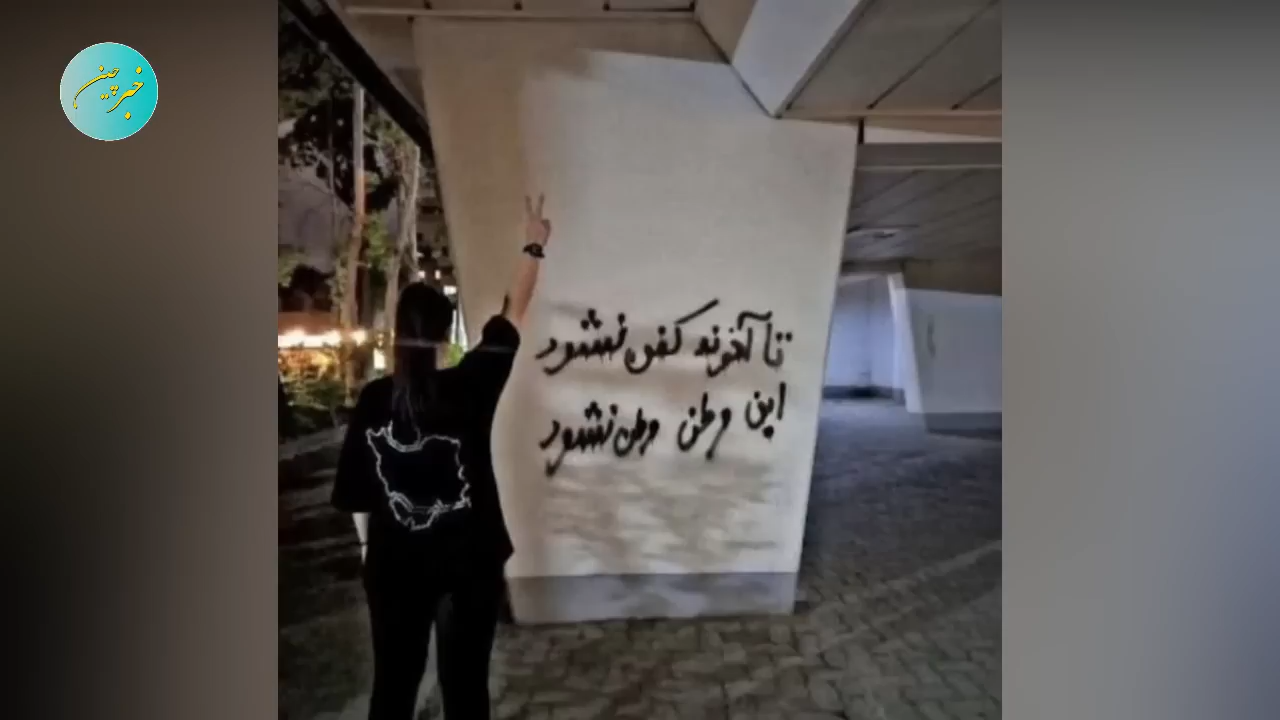 خبرچین
تا آخوند کفن نشود
این وطن وطن نشود